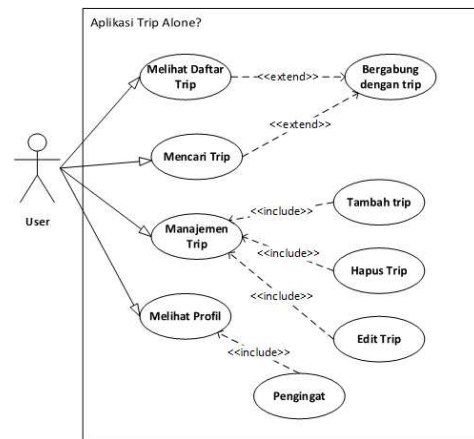 Aplikasi Trip Alone?
Melihat Daftar
Trip
<<extend>>
Bergabung
dengan trip
<<extend>>
Mencari Trip
User
Manajemen
Trip
<<include>>
Tambah trip
<<include>>
Hapus Trip
<<include>>
Edit Trip
Melihat Profil
<<include>>
Pengingat